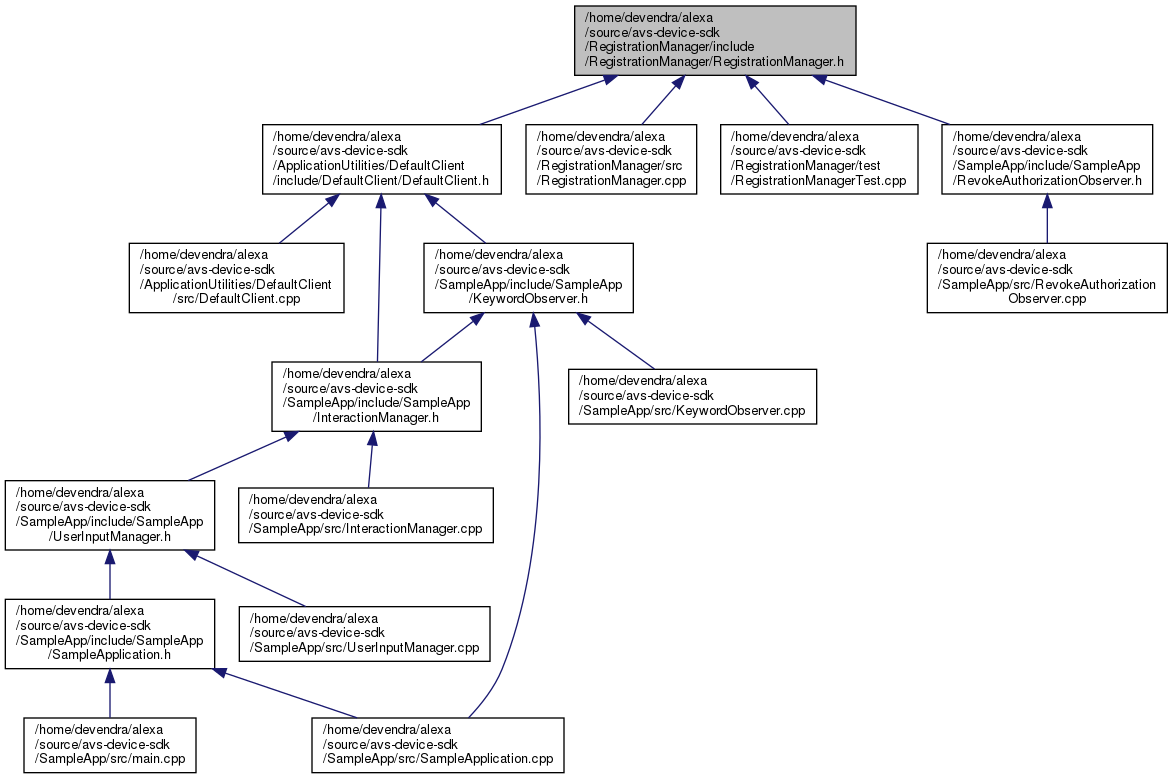 /home/devendra/alexa
/source/avs-device-sdk
/RegistrationManager/include
/RegistrationManager/RegistrationManager.h
/home/devendra/alexa
/source/avs-device-sdk
/ApplicationUtilities/DefaultClient
/include/DefaultClient/DefaultClient.h
/home/devendra/alexa
/source/avs-device-sdk
/RegistrationManager/src
/RegistrationManager.cpp
/home/devendra/alexa
/source/avs-device-sdk
/RegistrationManager/test
/RegistrationManagerTest.cpp
/home/devendra/alexa
/source/avs-device-sdk
/SampleApp/include/SampleApp
/RevokeAuthorizationObserver.h
/home/devendra/alexa
/source/avs-device-sdk
/ApplicationUtilities/DefaultClient
/src/DefaultClient.cpp
/home/devendra/alexa
/source/avs-device-sdk
/SampleApp/include/SampleApp
/KeywordObserver.h
/home/devendra/alexa
/source/avs-device-sdk
/SampleApp/src/RevokeAuthorization
Observer.cpp
/home/devendra/alexa
/source/avs-device-sdk
/SampleApp/include/SampleApp
/InteractionManager.h
/home/devendra/alexa
/source/avs-device-sdk
/SampleApp/src/KeywordObserver.cpp
/home/devendra/alexa
/source/avs-device-sdk
/SampleApp/include/SampleApp
/UserInputManager.h
/home/devendra/alexa
/source/avs-device-sdk
/SampleApp/src/InteractionManager.cpp
/home/devendra/alexa
/source/avs-device-sdk
/SampleApp/include/SampleApp
/SampleApplication.h
/home/devendra/alexa
/source/avs-device-sdk
/SampleApp/src/UserInputManager.cpp
/home/devendra/alexa
/source/avs-device-sdk
/SampleApp/src/main.cpp
/home/devendra/alexa
/source/avs-device-sdk
/SampleApp/src/SampleApplication.cpp